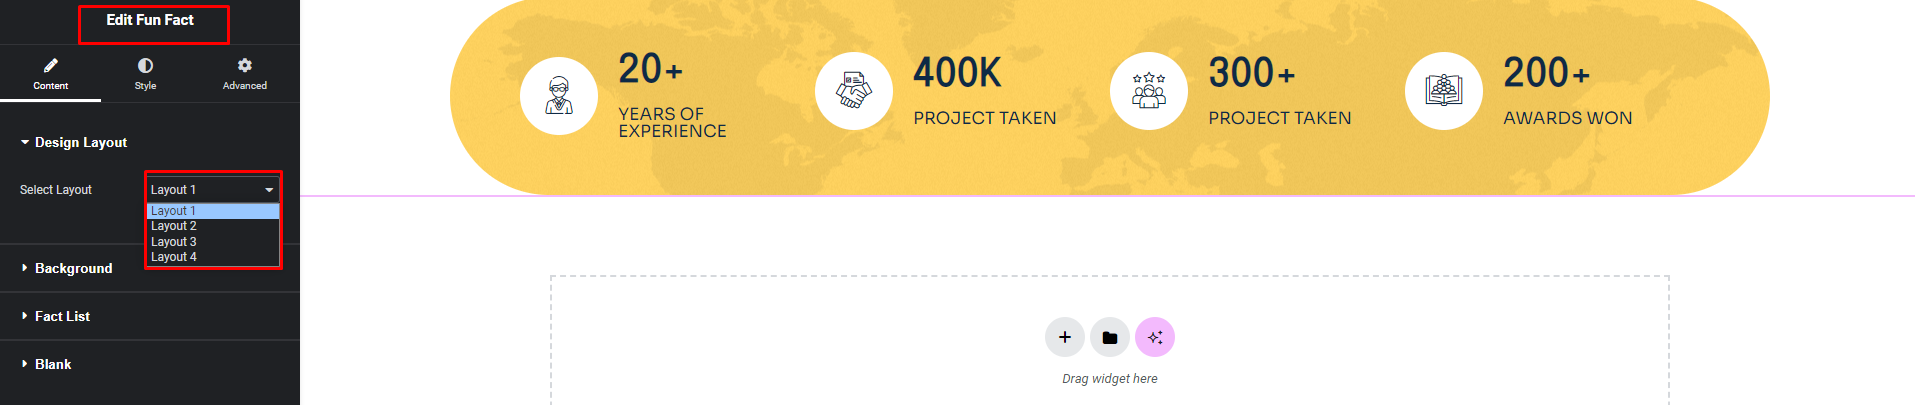 Edit Fun Fact
Content
Style
Advanced
Design Layout
Select Layout
Layout 1
Layout 1
Layout 2
Layout 3
Layout 4
Background
Fact List
Blank
20+
YEARS OF
EXPERIENCE
400K
PROJECT TAKEN
300+
PROJECT TAKEN
200+
AWARDS WON
Drag widget here